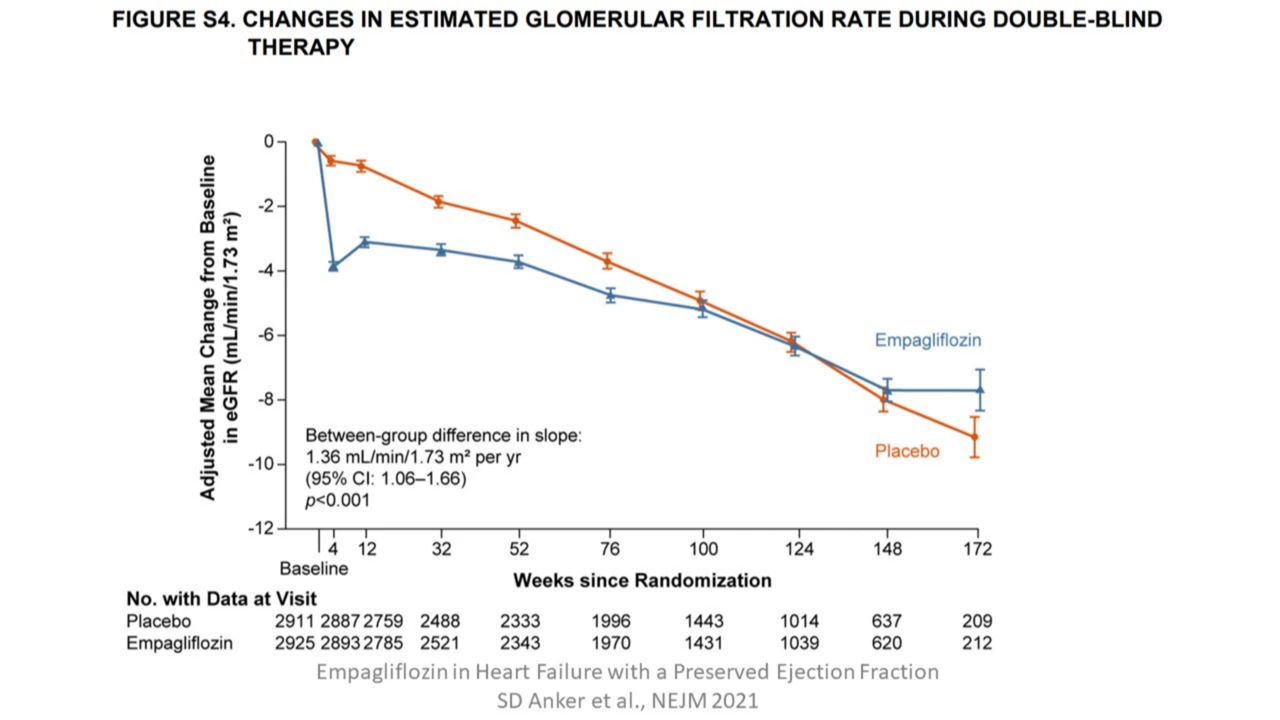 FIGURE S4. CHANGES IN ESTIMATED GLOMERULAR FILTRATION RATE DURING DOUBLE-BLIND
THERAPY
Adjusted Mean Change from Baseline
in eGFR (mL/min/1.73 m²)
0
-2
-4
-6
-8
-10
-12
Empagliflozin
Placebo
Between-group difference in slope:
1.36 mL/min/1.73 m² per yr
(95% CI: 1.06–1.66)
p<0.001
4 12 32 52 76 100 124 148 172
Baseline
Weeks since Randomization
No. with Data at Visit
Placebo 2911 2887 2759 2488 2333 1996 1443 1014 637 209
Empagliflozin 2925 2893 2785 2521 2343 1970 1431 1039 620 212
Empagliflozin in Heart Failure with a Preserved Ejection Fraction
SD Anker et al., NEJM 2021